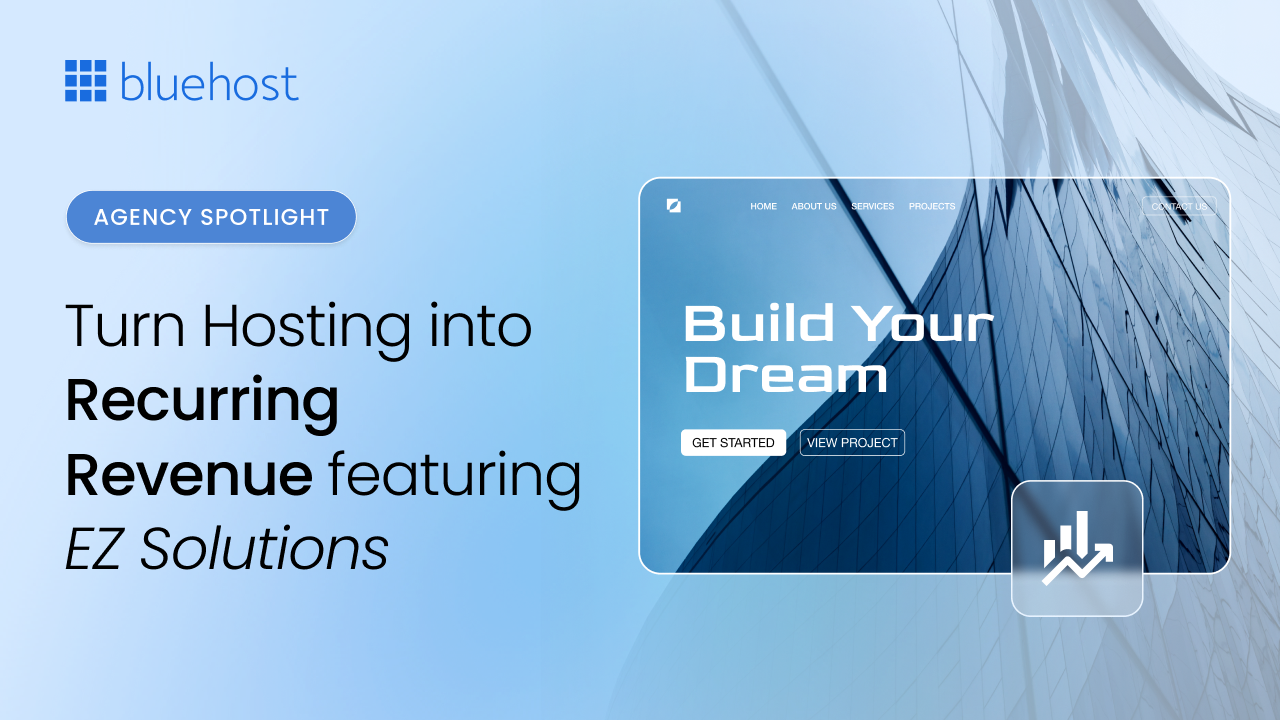 bluehost
AGENCY SPOTLIGHT
Turn Hosting into
Recurring
Revenue featuring
EZ Solutions
HOME ABOUT US SERVICES PROJECTS CONTACT US
Build Your
Dream
GET STARTED VIEW PROJECT